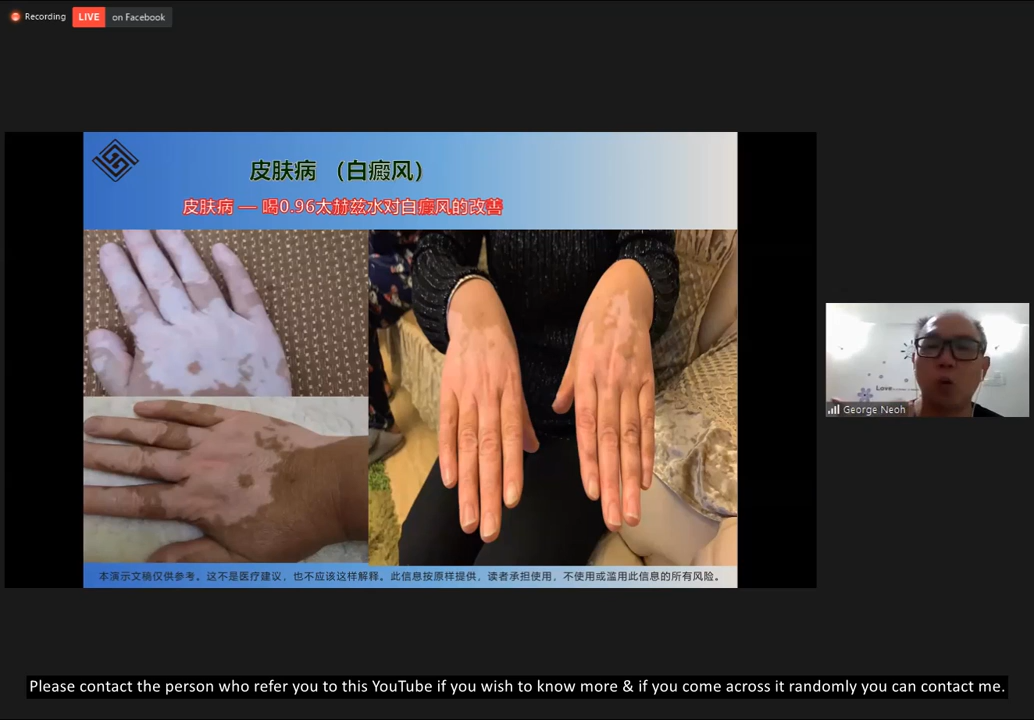 Recording LIVE on Facebook
皮肤病 （白癜风）
皮肤病 — 喝0.96太赫兹水对白癜风的改善
Love
George Neoh
本演示文稿仅供参考。这不是医疗建议，也不应该这样解释。此信息按原样提供，读者承担使用，不使用或滥用此信息的所有风险。
Please contact the person who refer you to this YouTube if you wish to know more & if you come across it randomly you can contact me.